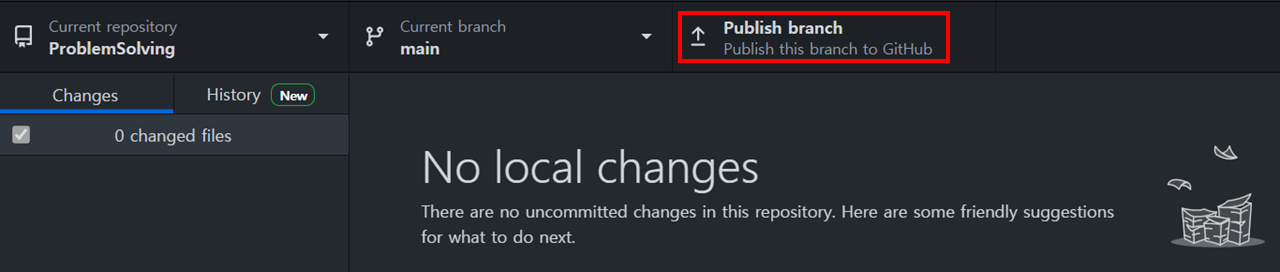 Current repository
ProblemSolving
Current branch
main
Publish branch
Publish this branch to GitHub
Changes
History New
0 changed files
No local changes
There are no uncommitted changes in this repository. Here are some friendly suggestions
for what to do next.